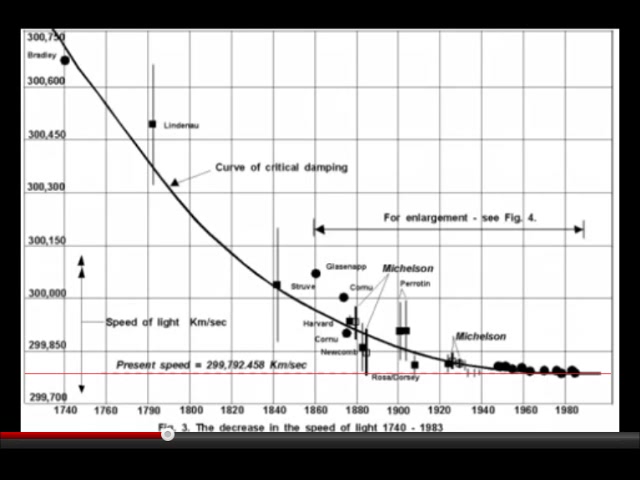 300,750
Bradley
300,600
Lindenau
300,450
Curve of critical damping
300,300
For enlargement - see Fig. 4.
300,150
Glasenapp
Michelson
Struve
Cornu
Perrotin
300,000
Speed of light Km/sec
Harvard
Cornu
Michelson
299,850
Newcomb
Present speed = 299,792.458 Km/sec
Rosa/Dorsey
299,700
1740 1760 1780 1800 1820 1840 1860 1880 1900 1920 1940 1960 1980
Fig. 3. The decrease in the speed of light 1740 - 1983